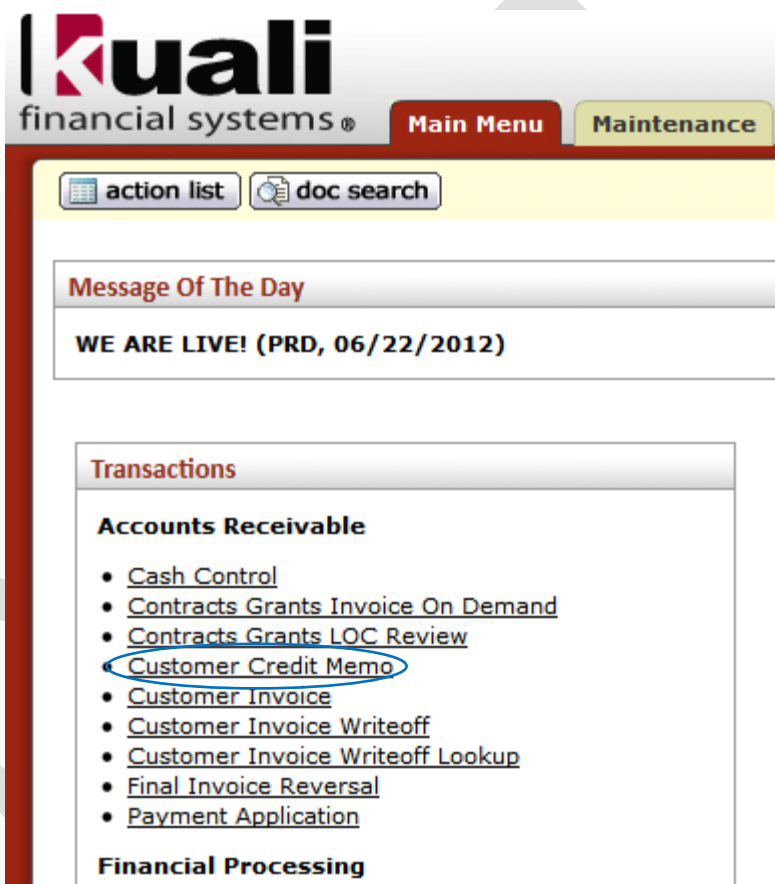 kuali
financial systems ®
Main Menu Maintenance
action list doc search
Message Of The Day
WE ARE LIVE! (PRD, 06/22/2012)
Transactions
Accounts Receivable
• Cash Control
• Contracts Grants Invoice On Demand
• Contracts Grants LOC Review
• Customer Credit Memo
• Customer Invoice
• Customer Invoice Writeoff
• Customer Invoice Writeoff Lookup
• Final Invoice Reversal
• Payment Application
Financial Processing